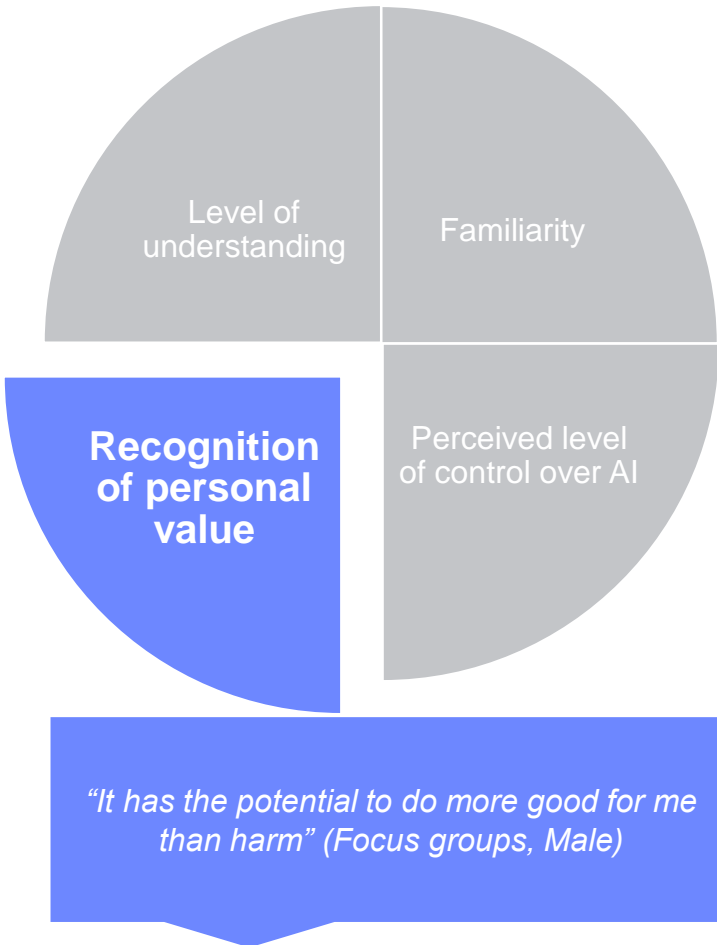 Level of
understanding
Familiarity
Recognition
of personal
value
Perceived level
of control over AI
“It has the potential to do more good for me
than harm” (Focus groups, Male)